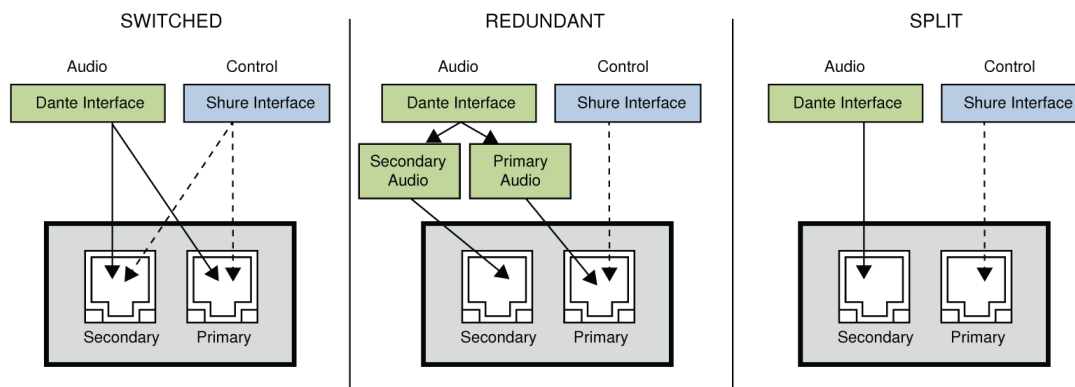 SWITCHED
Audio
Control
Dante Interface
Shure Interface
Secondary
Primary
REDUNDANT
Audio
Control
Dante Interface
Shure Interface
Secondary
Audio
Primary
Audio
Secondary
Primary
SPLIT
Audio
Control
Dante Interface
Shure Interface
Secondary
Primary